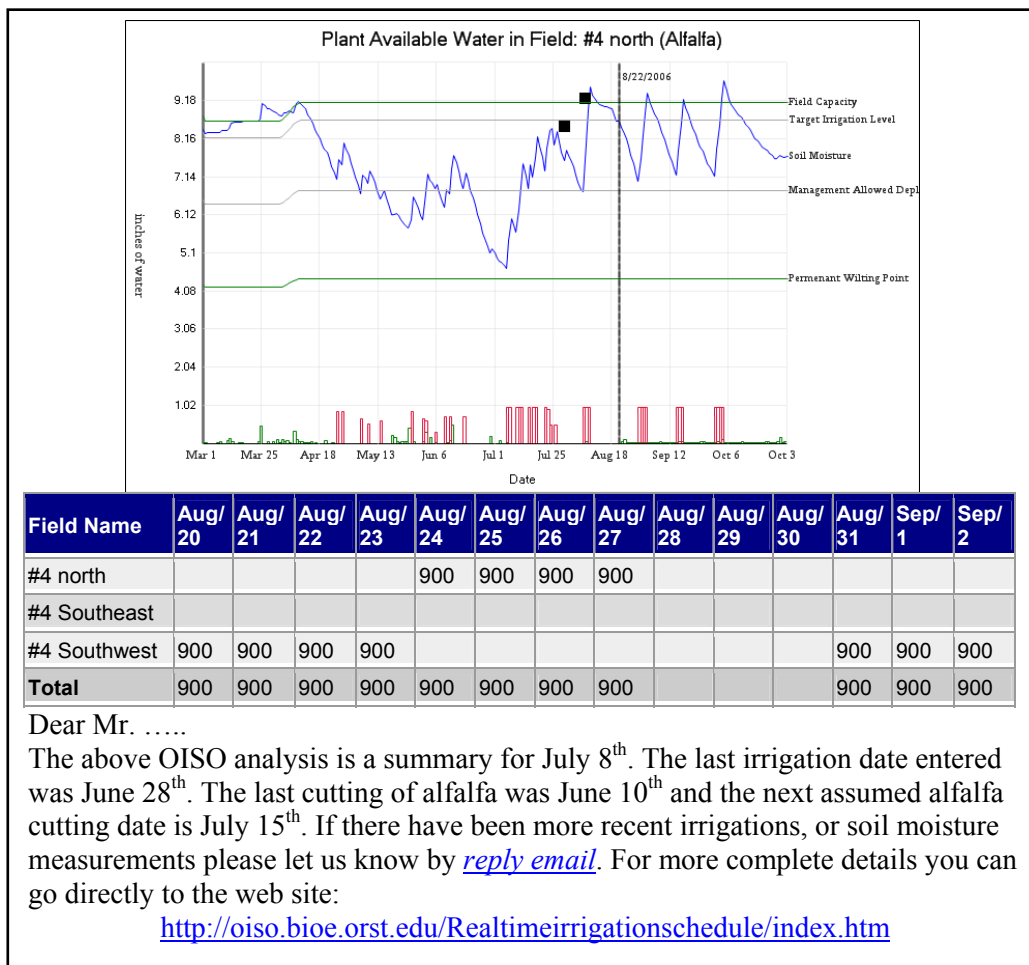 Plant Available Water in Field: #4 north (Alfalfa)
8/22/2006
9.18
8.16
7.14
6.12
5.1
4.08
3.06
2.04
1.02
inches of water
Field Capacity
Target Irrigation Level
Soil Moisture
Management Allowed Depl
Permenant Wilting Point
Mar 1 Mar 25 Apr 18 May 13 Jun 6 Jul 1 Jul 25 Aug 18 Sep 12 Oct 6 Oct 3
Date
Field Name Aug/20 Aug/21 Aug/22 Aug/23 Aug/24 Aug/25 Aug/26 Aug/27 Aug/28 Aug/29 Aug/30 Aug/31 Sep/1 Sep/2
#4 north 900 900 900 900
#4 Southeast
#4 Southwest 900 900 900 900 900 900 900
Total 900 900 900 900 900 900 900 900 900 900 900
Dear Mr. …..
The above OISO analysis is a summary for July 8th. The last irrigation date entered
was June 28th. The last cutting of alfalfa was June 10th and the next assumed alfalfa
cutting date is July 15th. If there have been more recent irrigations, or soil moisture
measurements please let us know by reply email. For more complete details you can
go directly to the web site:
http://oiso.bioe.orst.edu/Realtimeirrigationschedule/index.htm